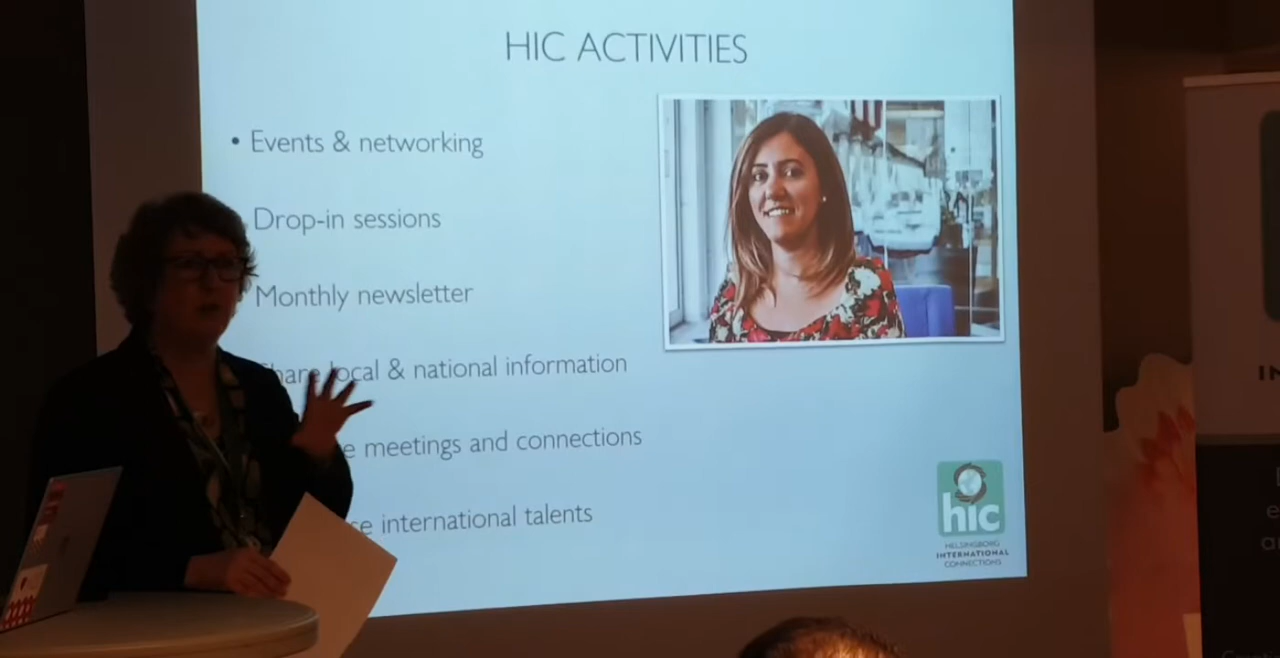 HIC ACTIVITIES
• Events & networking
Drop-in sessions
Monthly newsletter
local & national information
meetings and connections
international talents
hic
HELSINGBORG
INTERNATIONAL
CONNECTIONS